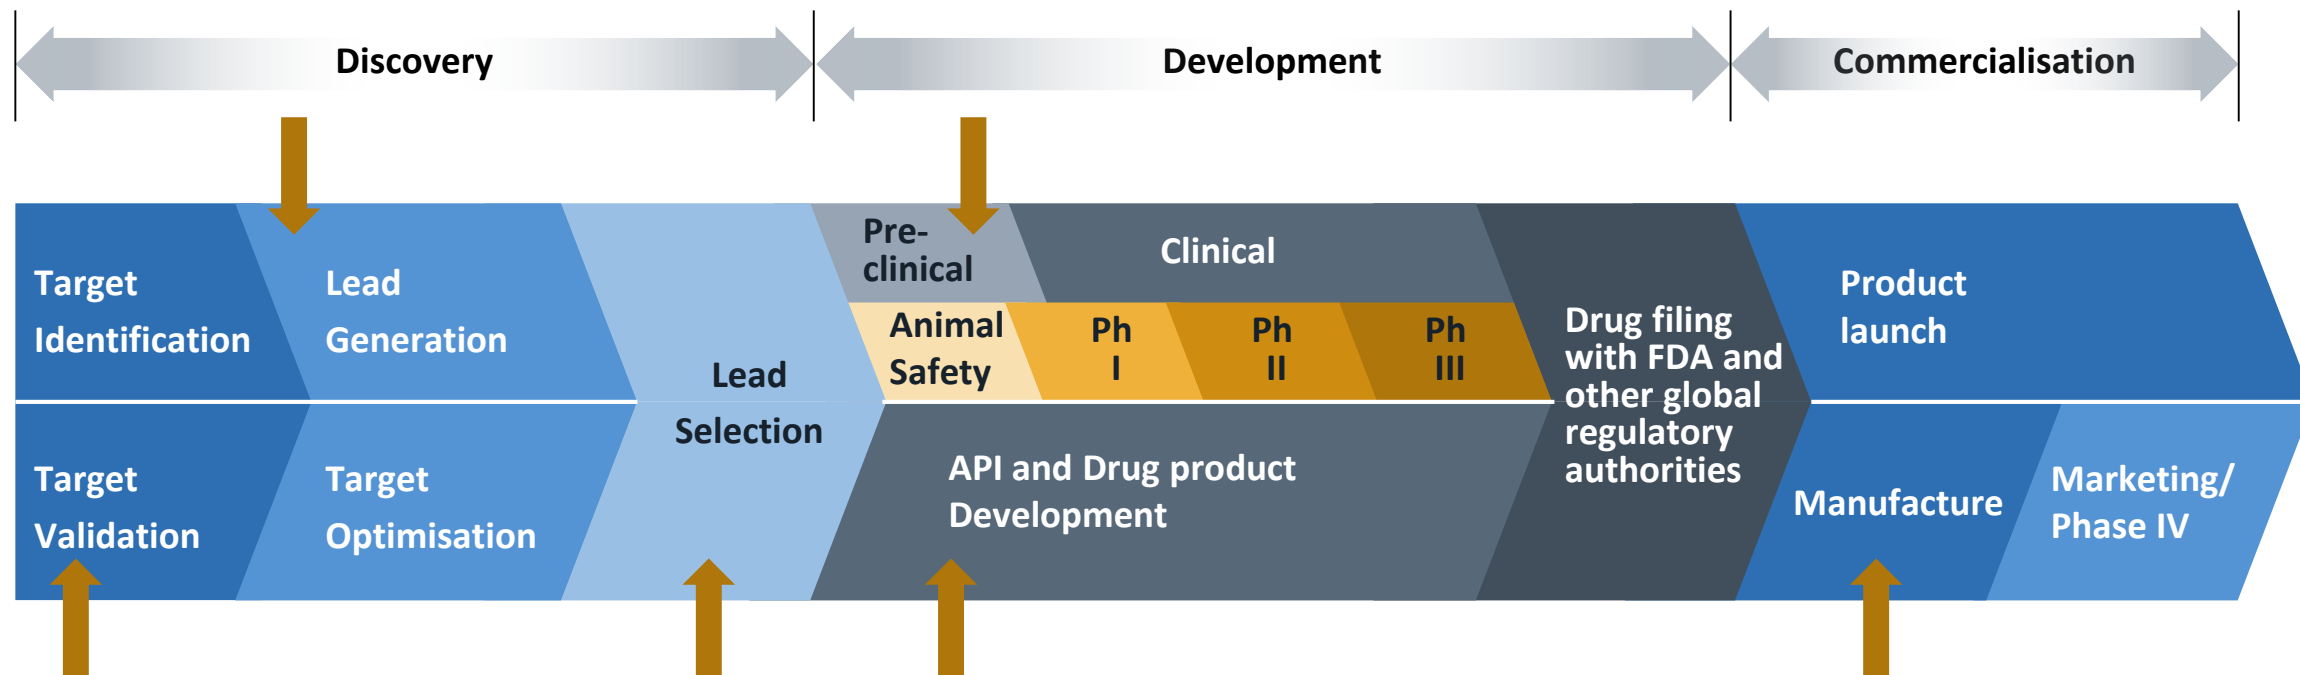 Discovery
Development
Commercialisation
Target
Identification
Lead
Generation
Lead
Selection
Pre-
clinical
Clinical
Animal
Safety
Ph
I
Ph
II
Ph
III
Drug filing
with FDA and
other global
regulatory
authorities
Product
launch
Target
Validation
Target
Optimisation
API and Drug product
Development
Manufacture
Marketing/
Phase IV